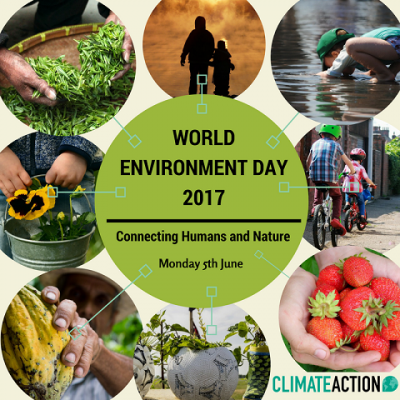 WORLD
ENVIRONMENT DAY
2017
Connecting Humans and Nature
Monday 5th June
CLIMATEACTION